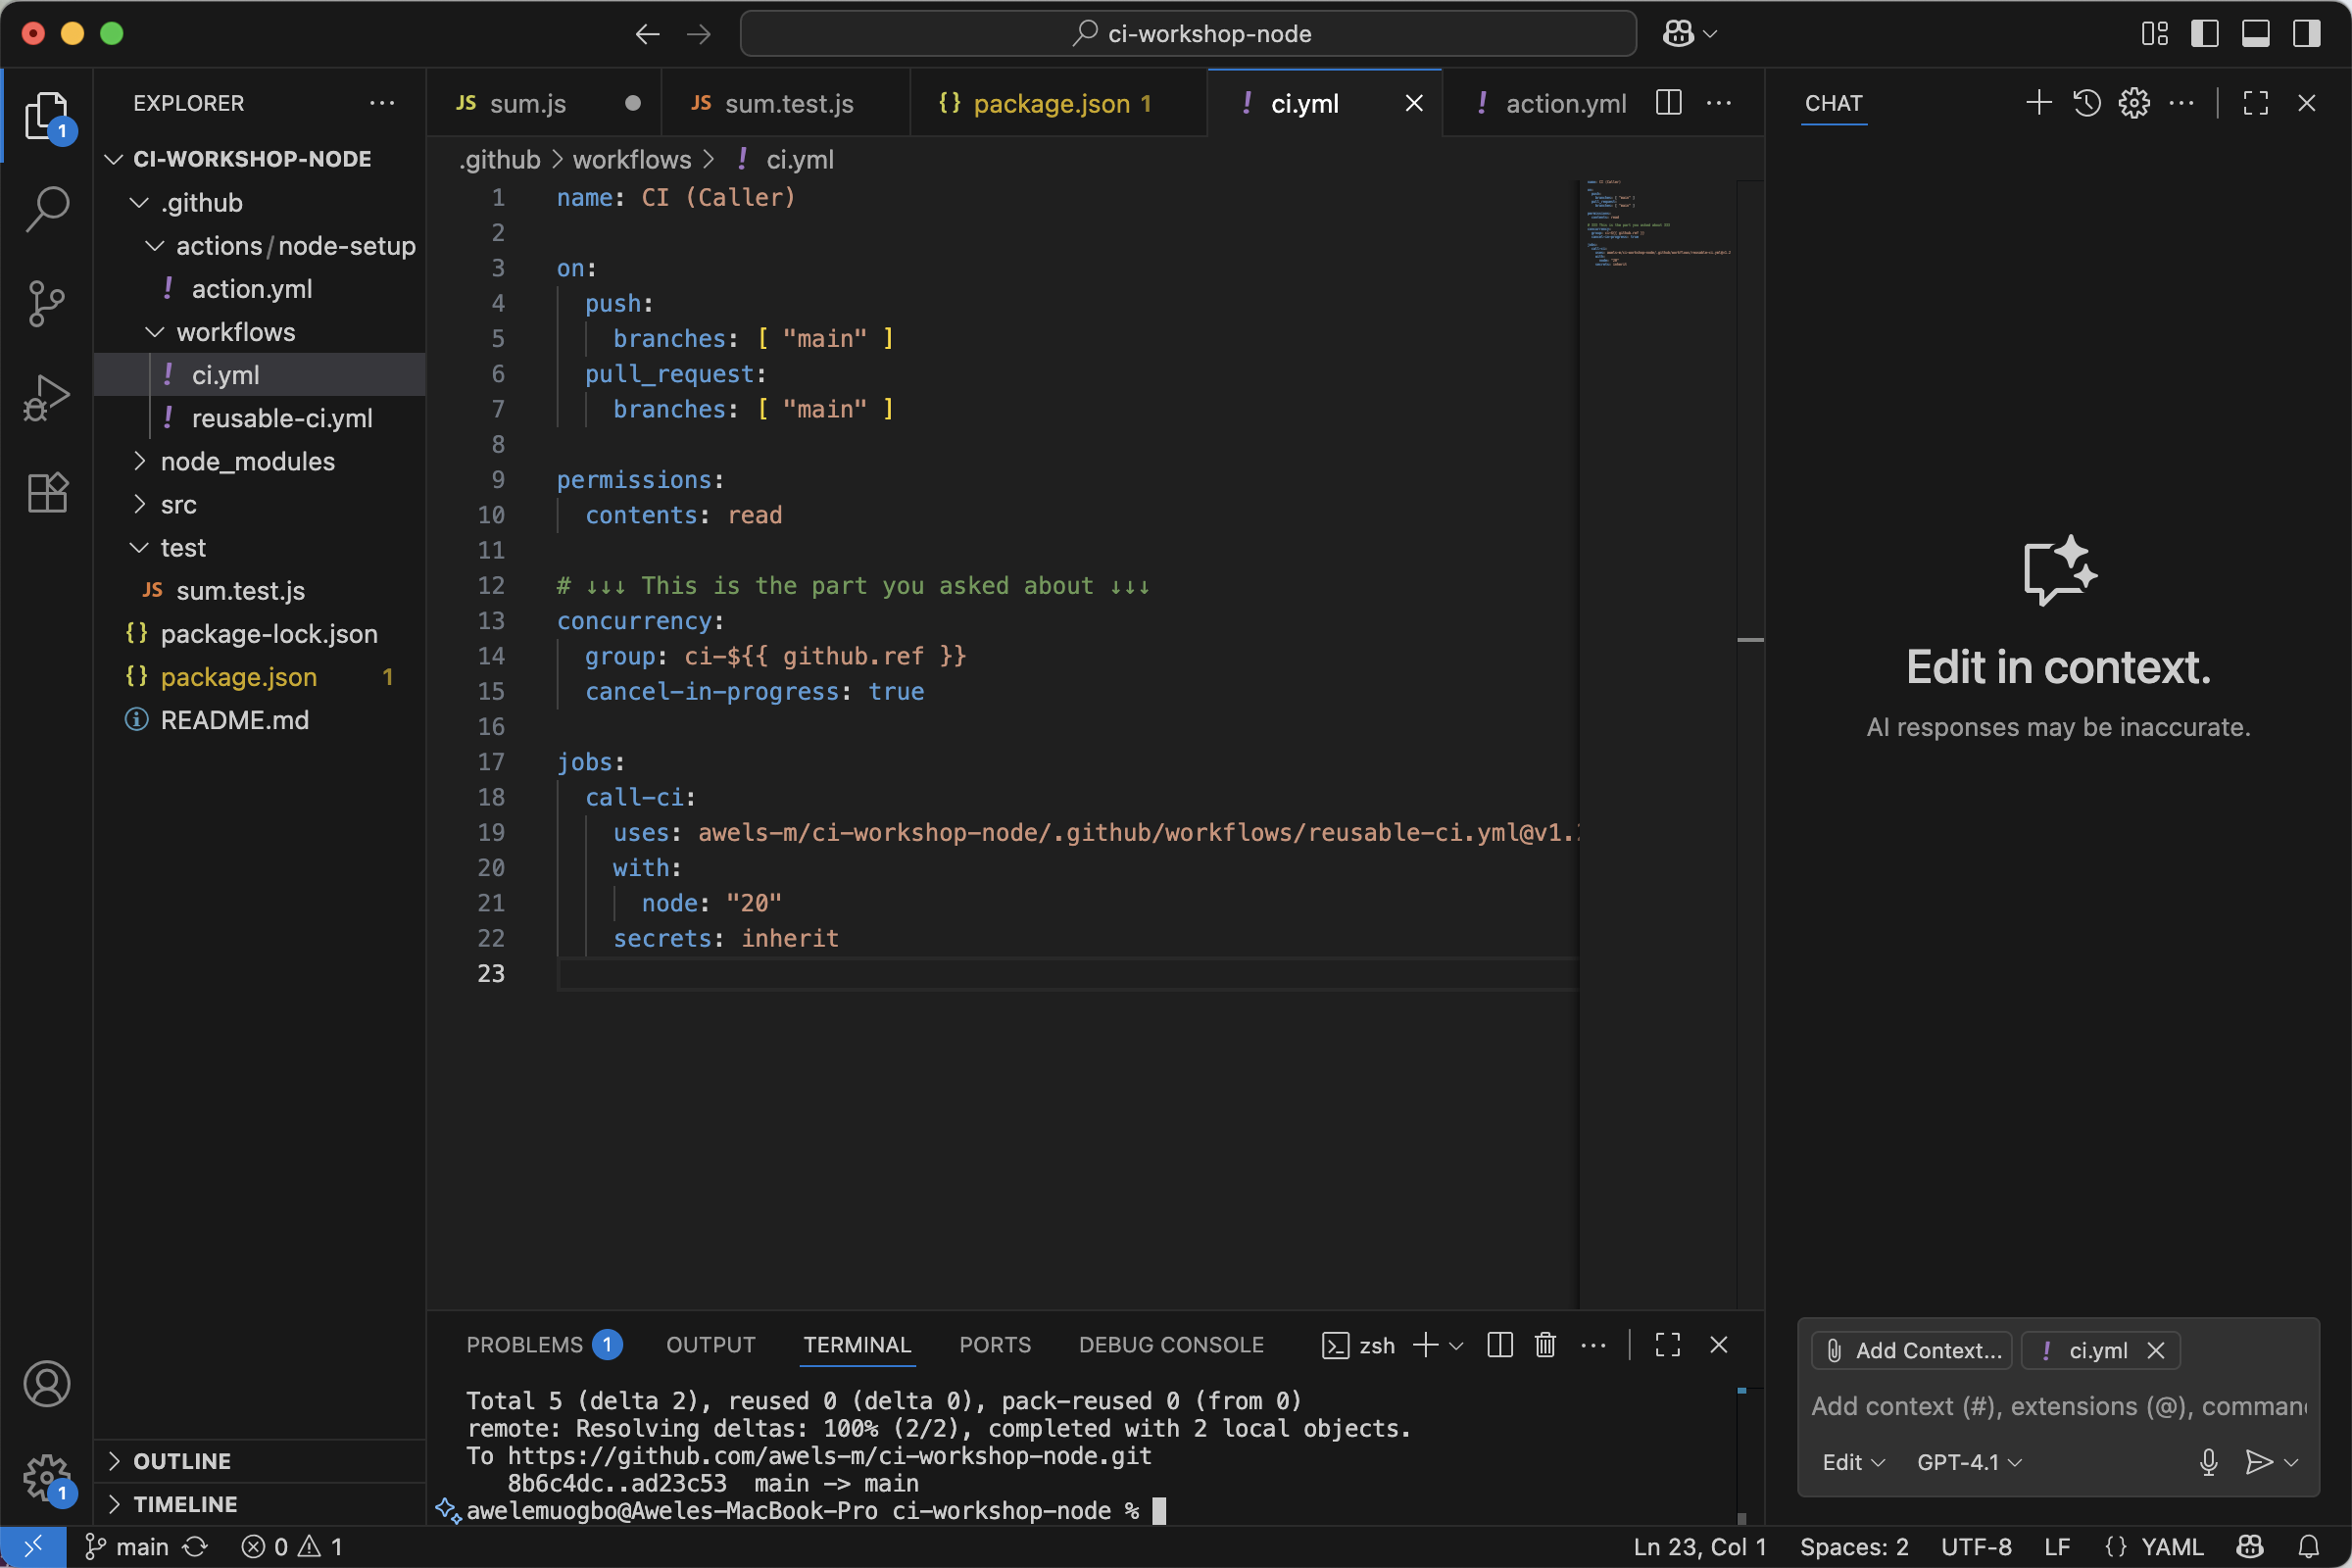 ci-workshop-node
EXPLORER
1
CI-WORKSHOP-NODE
.github
actions/node-setup
! action.yml
workflows
! ci.yml
! reusable-ci.yml
node_modules
src
test
JS sum.test.js
{} package-lock.json
{} package.json 1
README.md
OUTLINE
TIMELINE
1
JS sum.js
JS sum.test.js
{} package.json 1
! ci.yml
! action.yml
.github > workflows > ! ci.yml
1 name: CI (Caller)
2
3 on:
4 push:
5 branches: [ "main" ]
6 pull_request:
7 branches: [ "main" ]
8
9 permissions:
10 contents: read
11
12 # ↓↓↓ This is the part you asked about ↓↓↓
13 concurrency:
14 group: ci-${{ github.ref }}
15 cancel-in-progress: true
16
17 jobs:
18 call-ci:
19 uses: awels-m/ci-workshop-node/.github/workflows/reusable-ci.yml@v1.
20 with:
21 node: "20"
22 secrets: inherit
23
PROBLEMS 1 OUTPUT TERMINAL PORTS DEBUG CONSOLE
zsh
Total 5 (delta 2), reused 0 (delta 0), pack-reused 0 (from 0)
remote: Resolving deltas: 100% (2/2), completed with 2 local objects.
To https://github.com/awels-m/ci-workshop-node.git
8b6c4dc..ad23c53 main -> main
awelemuogbo@Aweles-MacBook-Pro ci-workshop-node %
CHAT
Edit in context.
AI responses may be inaccurate.
Add Context...
! ci.yml
Add context (#), extensions (@), comman
Edit
GPT-4.1
main
0
1
Ln 23, Col 1
Spaces: 2
UTF-8
LF
{} YAML